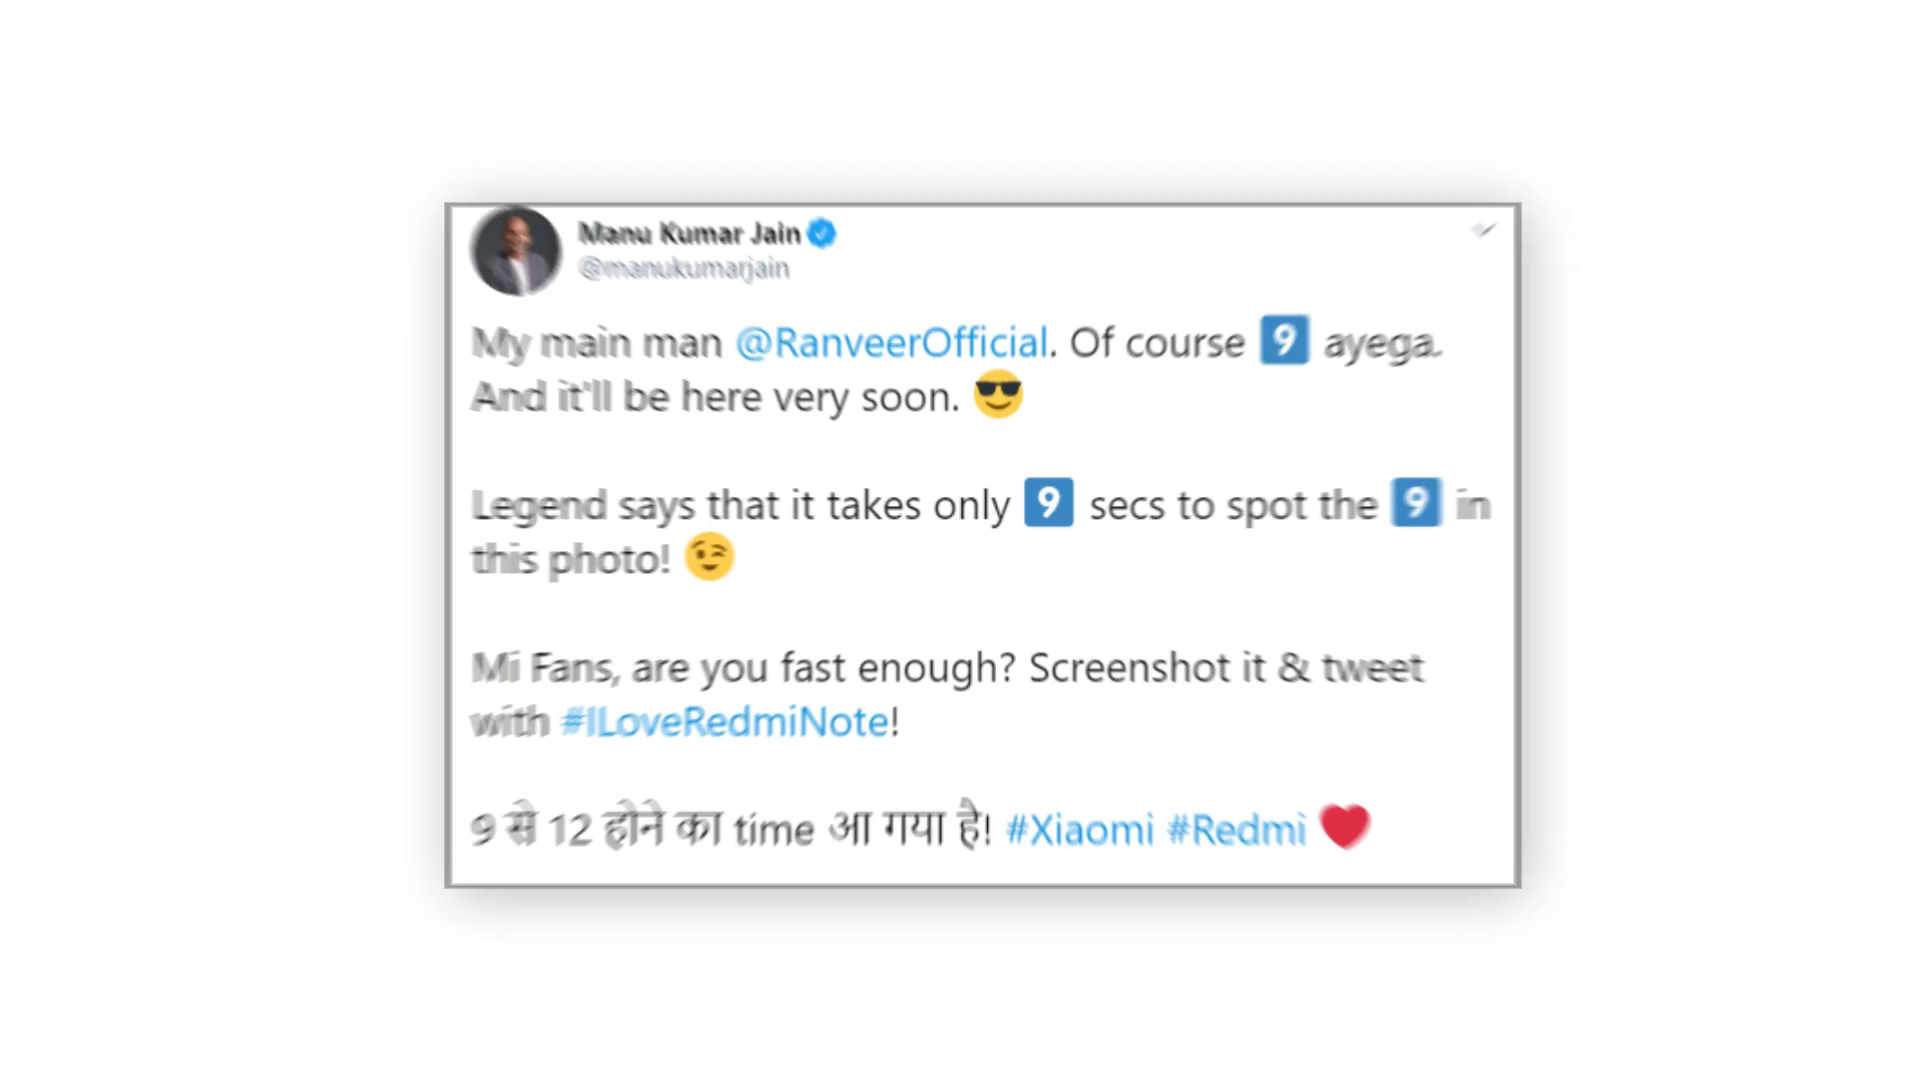 Manu Kumar Jain
@manukumarjain
My main man @RanveerOfficial. Of course 9️⃣ ayega.
And it'll be here very soon. 😎
Legend says that it takes only 9️⃣ secs to spot the 9️⃣ in
this photo! 😉
Mi Fans, are you fast enough? Screenshot it & tweet
with #ILoveRedmiNote!
9 से 12 होने का time आ गया है! #Xiaomi #Redmi ❤️